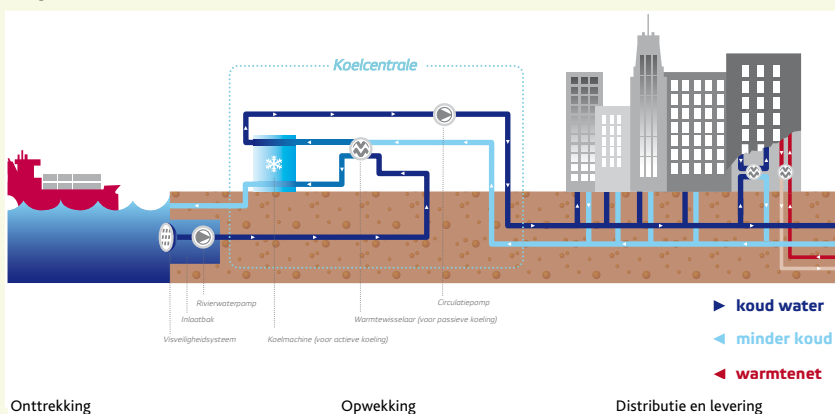 Koelcentrale
Rivierwaterpomp
Circulatiepomp
Inlaatbak
Warmtewisselaar (voor passieve koeling)
Visveiligheidsysteem
Koelmachine (voor actieve koeling)
koud water
minder koud
warmtenet
Onttrekking
Opwekking
Distributie en levering